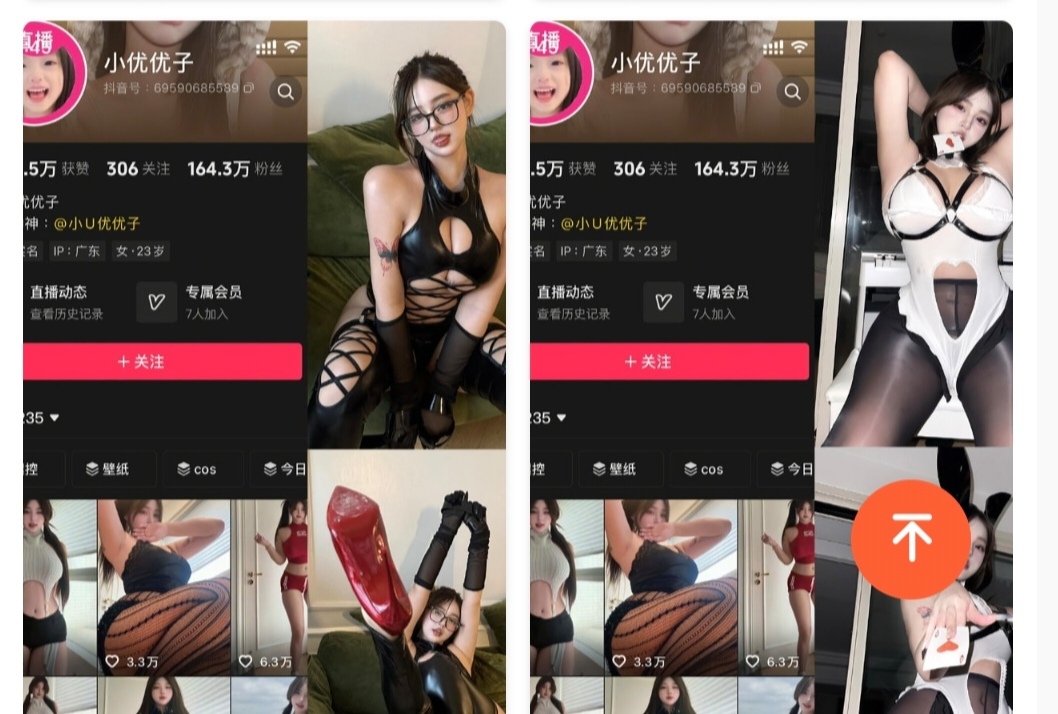 直播
小优优子
抖音号：69590685589
.5万 获赞 306 关注 164.3万 粉丝
优子
神：@小U优优子
名 IP：广东 女·23岁
直播动态
查看历史记录
专属会员
7人加入
+ 关注
235
控 壁纸 cos 今日
3.3万 6.3万
直播
小优优子
抖音号：69590685589
.5万 获赞 306 关注 164.3万 粉丝
优子
神：@小U优优子
名 IP：广东 女·23岁
直播动态
查看历史记录
专属会员
7人加入
+ 关注
235
控 壁纸 cos 今日
3.3万 6.3万